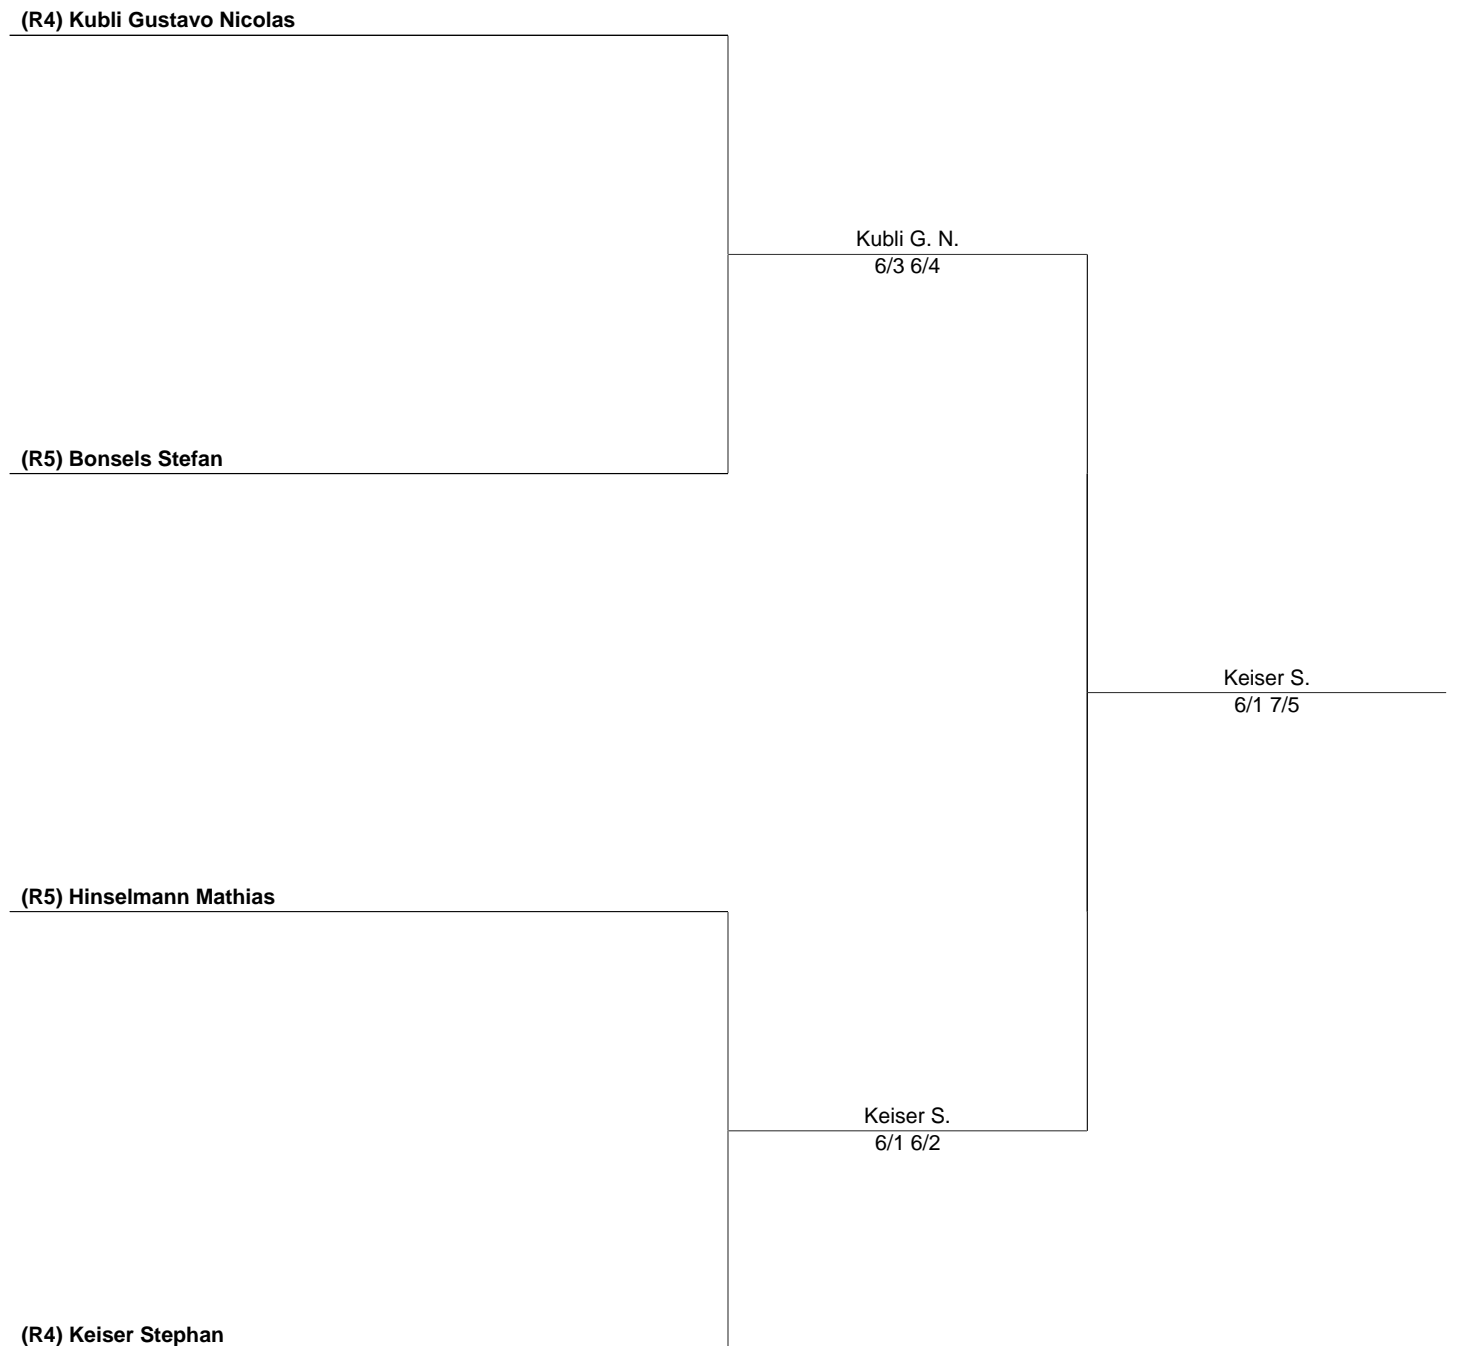 (R4) Kubli Gustavo Nicolas
Kubli G. N.
6/3 6/4
(R5) Bonsels Stefan
Keiser S.
6/1 7/5
(R5) Hinselmann Mathias
Keiser S.
6/1 6/2
(R4) Keiser Stephan